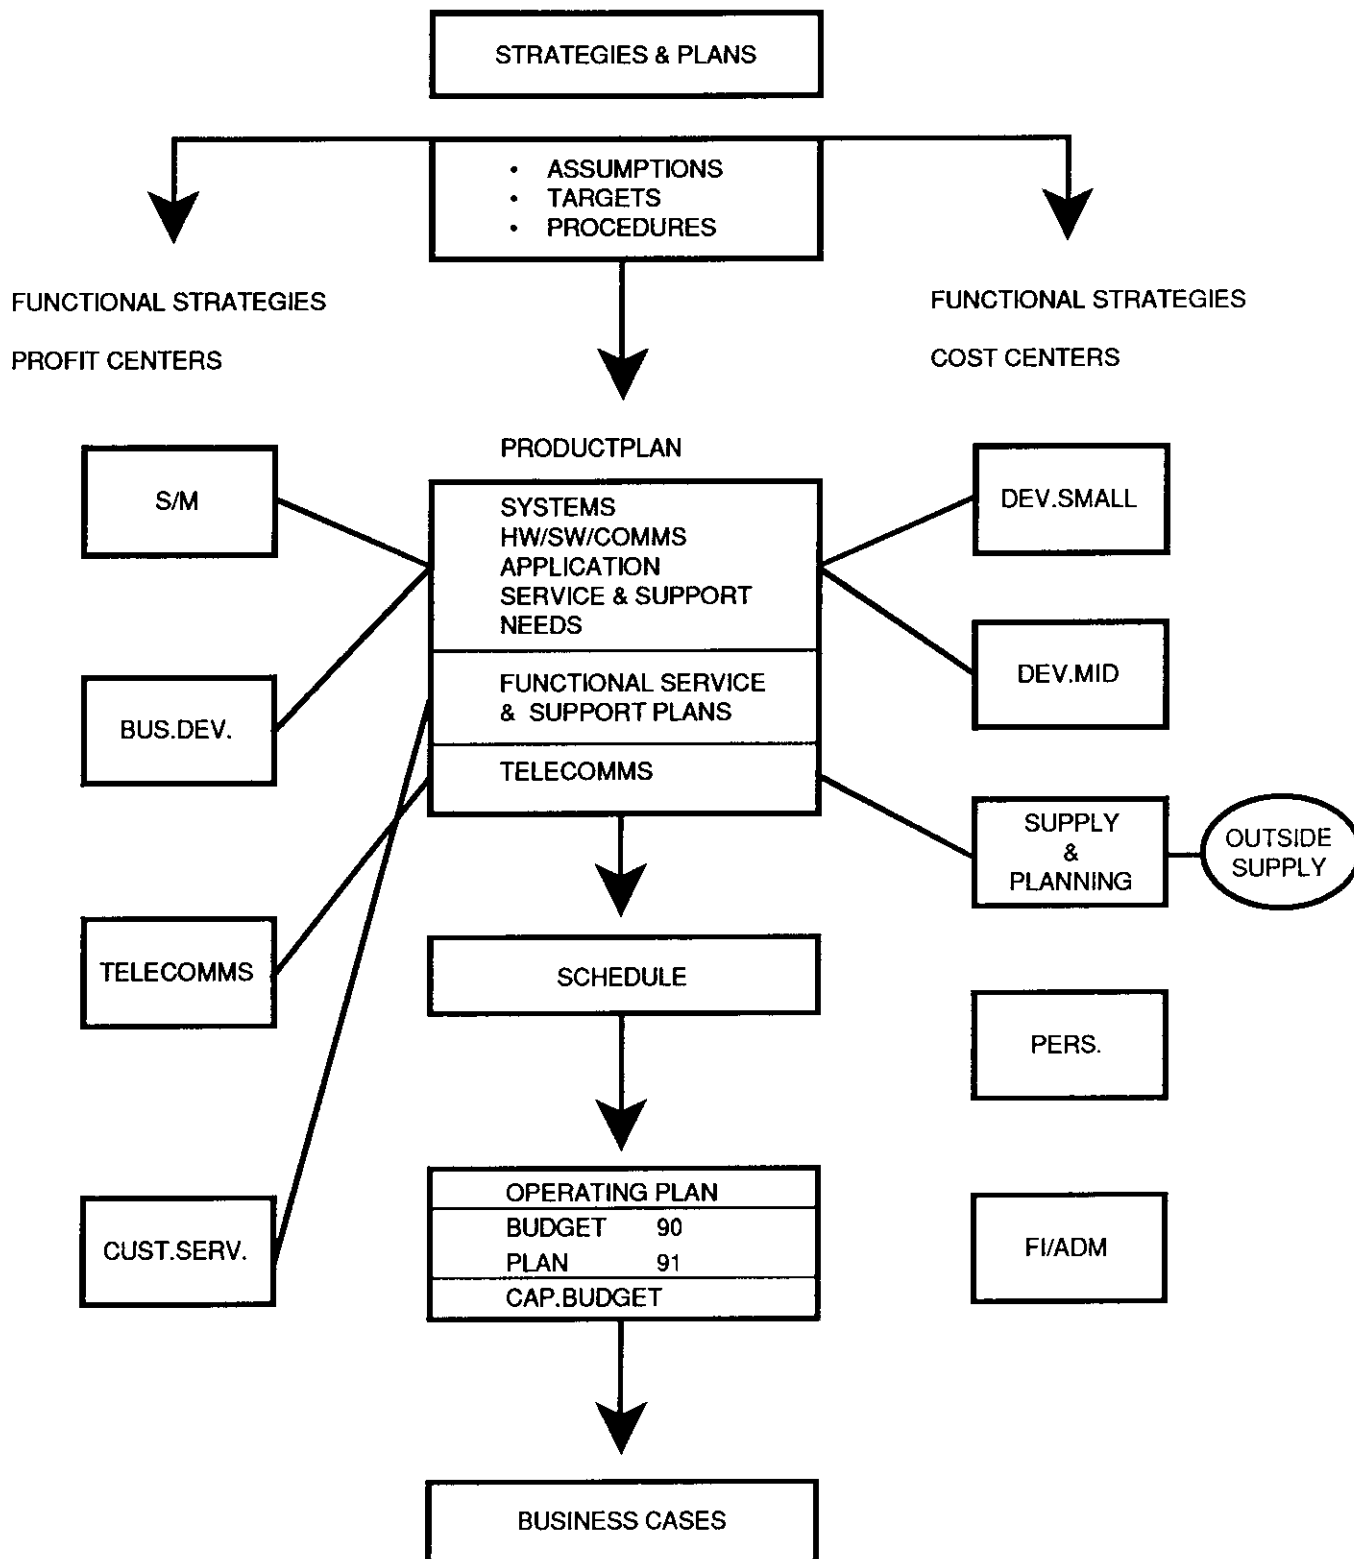 STRATEGIES & PLANS
• ASSUMPTIONS
• TARGETS
• PROCEDURES
FUNCTIONAL STRATEGIES
PROFIT CENTERS
FUNCTIONAL STRATEGIES
COST CENTERS
S/M
BUS.DEV.
TELECOMMS
CUST.SERV.
PRODUCTPLAN
SYSTEMS
HW/SW/COMMS
APPLICATION
SERVICE & SUPPORT
NEEDS
FUNCTIONAL SERVICE
& SUPPORT PLANS
TELECOMMS
SCHEDULE
OPERATING PLAN
BUDGET 90
PLAN 91
CAP.BUDGET
BUSINESS CASES
DEV.SMALL
DEV.MID
SUPPLY
&
PLANNING
OUTSIDE
SUPPLY
PERS.
FI/ADM